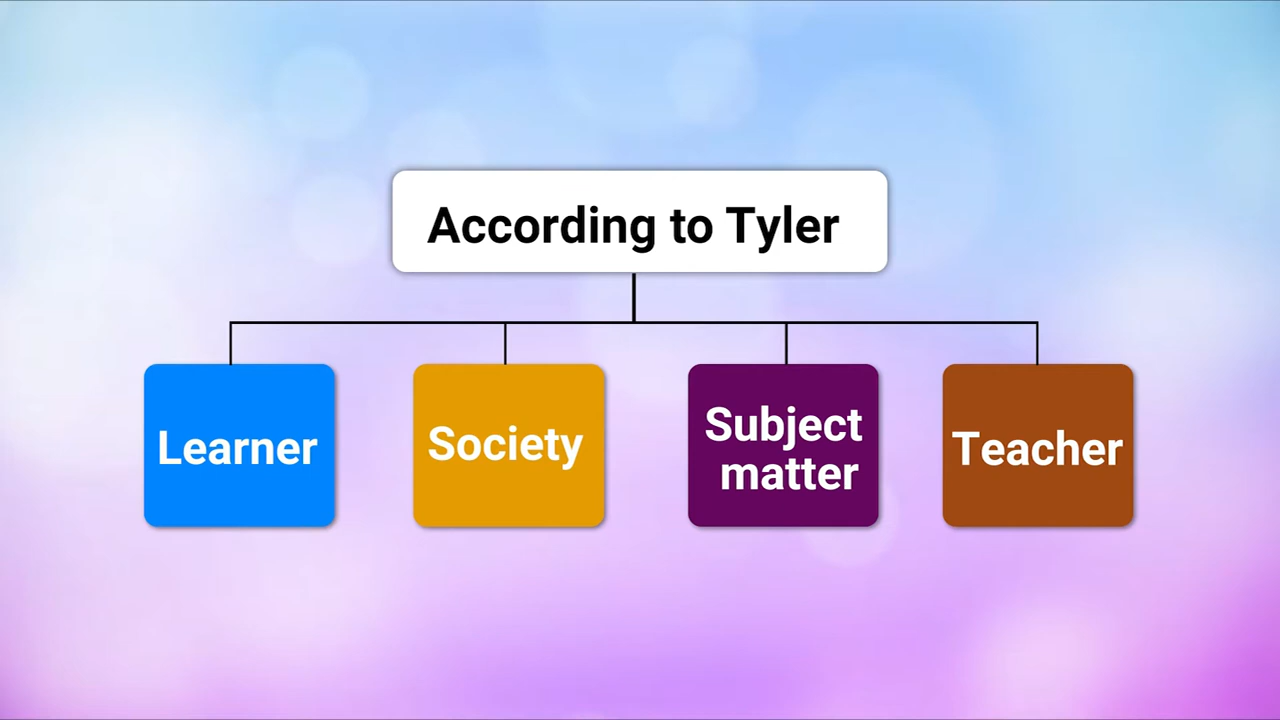 According to Tyler
Learner
Society
Subject
matter
Teacher